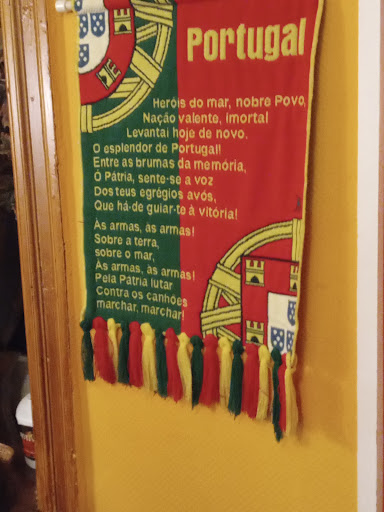 Portugal
Heróis do mar, nobre Povo,
Nação valente, imortal
Levantai hoje de novo.
O esplendor de Portugal!
Entre as brumas da memória,
Ó Pátria, sente-se a voz
Dos teus egrégios avós,
Que há-de guiar-te à vitória!
Às armas, às armas!
Sobre a terra,
sobre o mar,
Às armas, às armas!
Pela Pátria lutar
Contra os canhões
marchar, marchar!